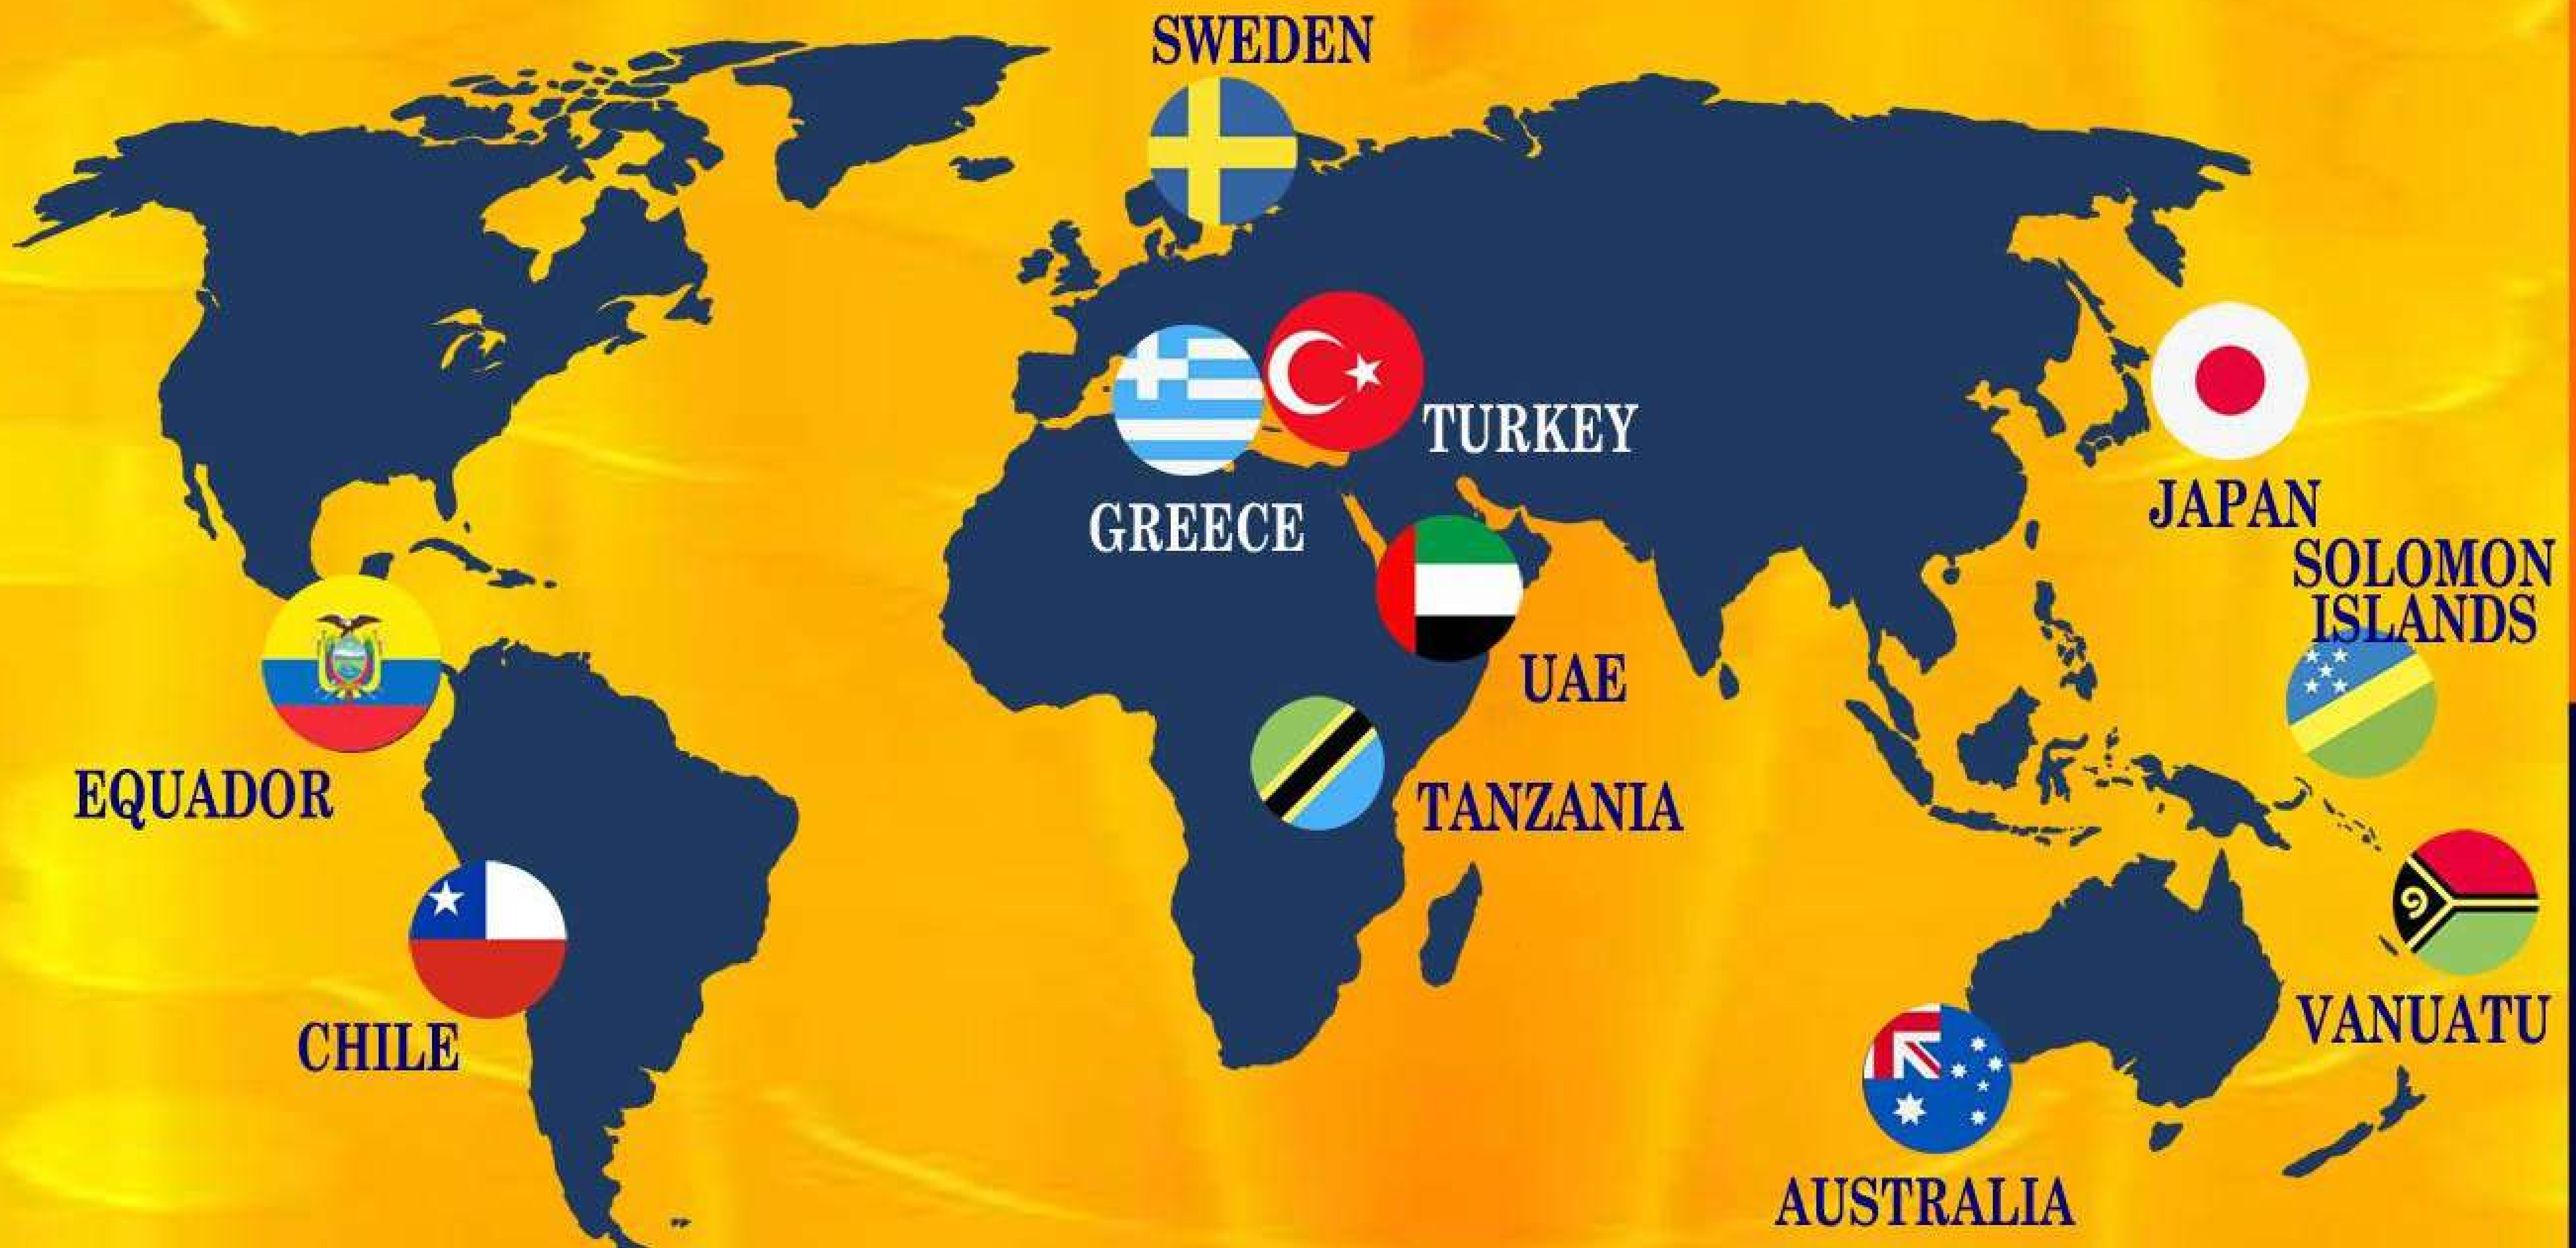 SWEDEN
TURKEY
GREECE
JAPAN
SOLOMON
ISLANDS
UAE
EQUADOR
TANZANIA
CHILE
VANUATU
AUSTRALIA